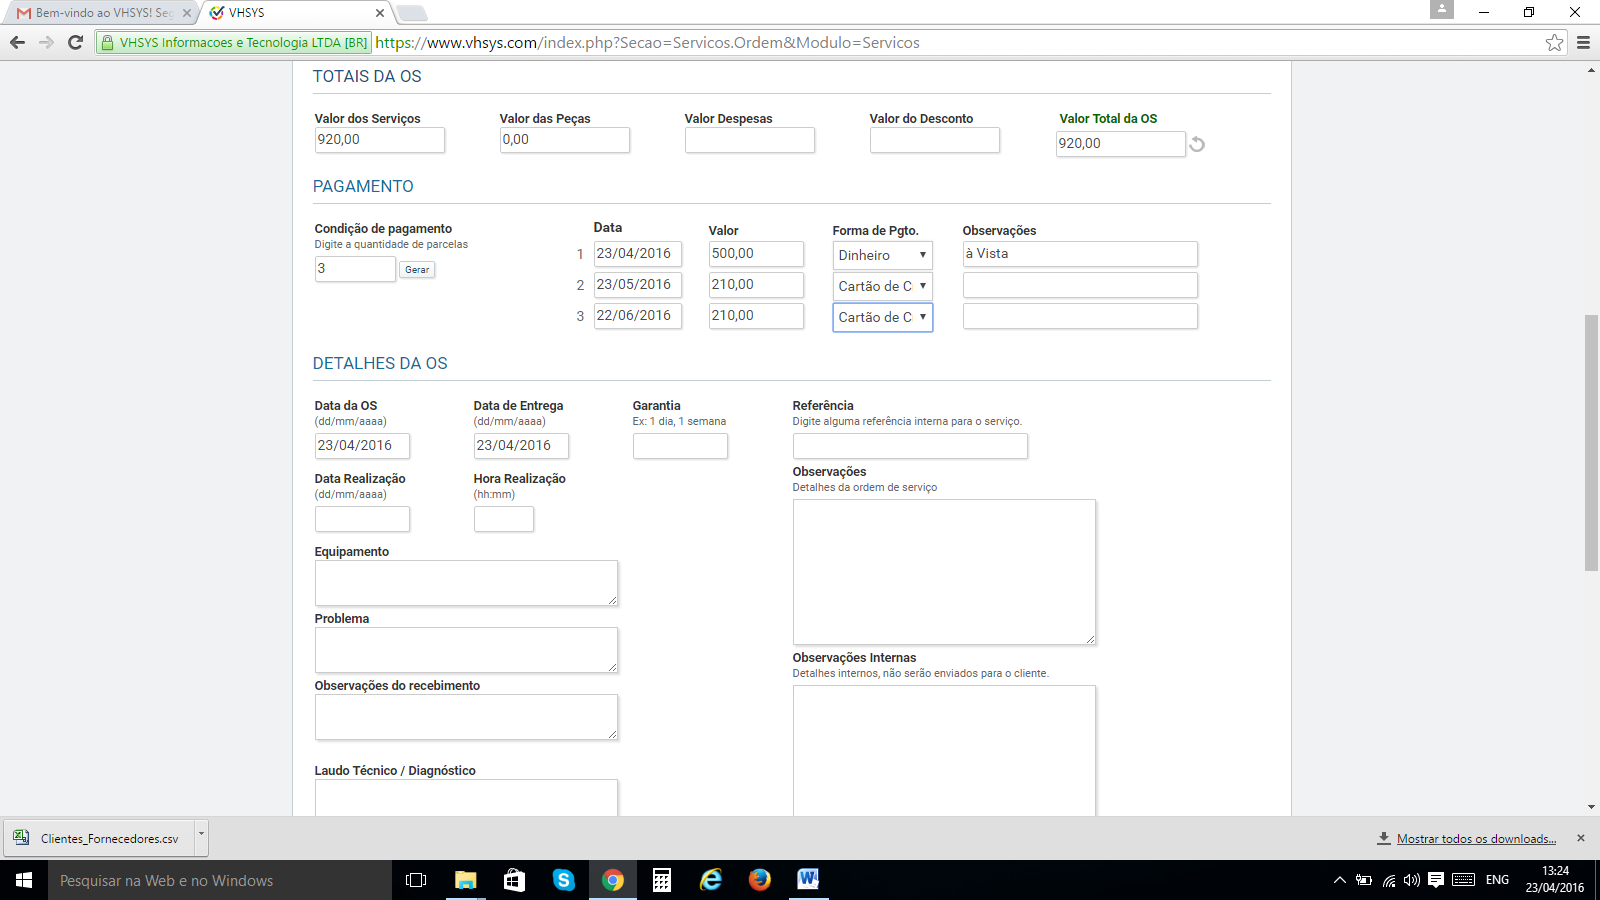 Bem-vindo ao VHSYS! Seg
VHSYS
VHSYS Informacoes e Tecnologia LTDA [BR] https://www.vhsys.com/index.php?Secao=Servicos.Ordem&Modulo=Servicos
TOTAIS DA OS
Valor dos Serviços Valor das Peças Valor Despesas Valor do Desconto Valor Total da OS
920,00 0,00 920,00
PAGAMENTO
Condição de pagamento Data Valor Forma de Pgto. Observações
Digite a quantidade de parcelas
3 Gerar
1 23/04/2016 500,00 Dinheiro à Vista
2 23/05/2016 210,00 Cartão de C
3 22/06/2016 210,00 Cartão de C
DETALHES DA OS
Data da OS Data de Entrega Garantia Referência
(dd/mm/aaaa) (dd/mm/aaaa) Ex: 1 dia, 1 semana Digite alguma referência interna para o serviço.
23/04/2016 23/04/2016
Observações
Detalhes da ordem de serviço
Data Realização Hora Realização
(dd/mm/aaaa) (hh:mm)
Equipamento
Problema
Observações Internas
Detalhes internos, não serão enviados para o cliente.
Observações do recebimento
Laudo Técnico / Diagnóstico
Clientes_Fornecedores.csv Mostrar todos os downloads...
Pesquisar na Web e no Windows ENG 13:24
23/04/2016